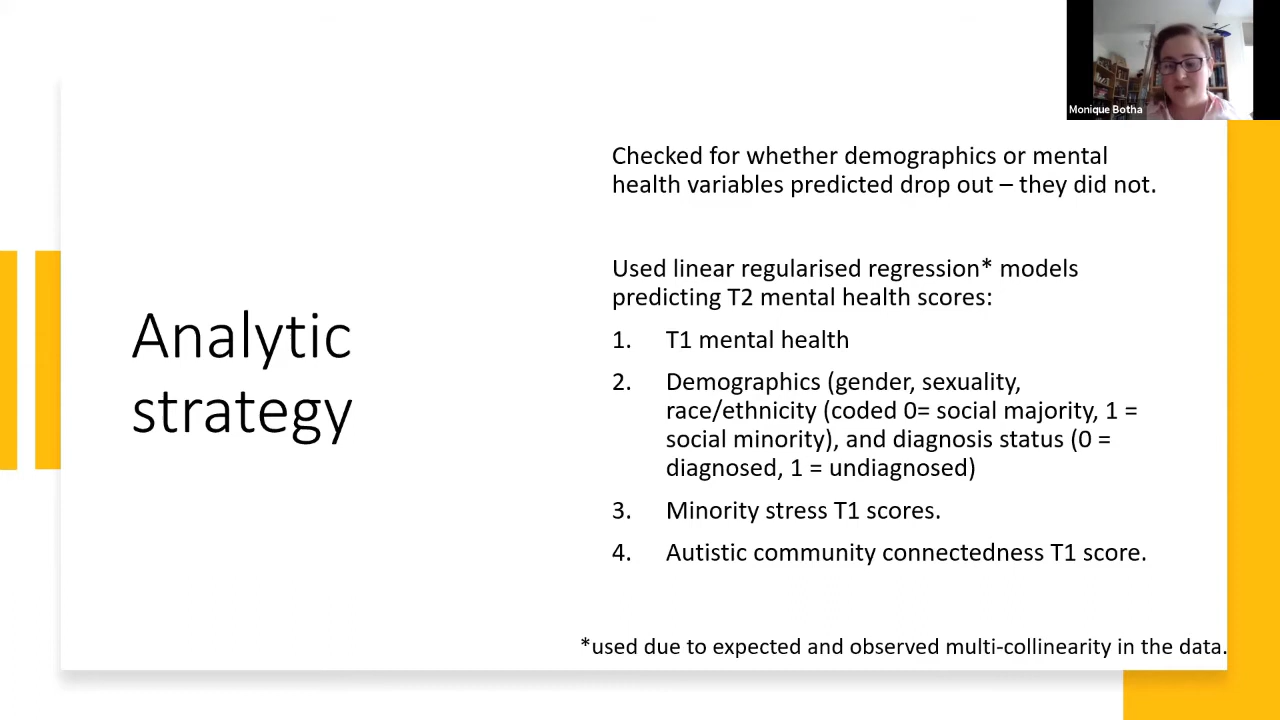 Monique Botha
Checked for whether demographics or mental
health variables predicted drop out – they did not.
Used linear regularised regression* models
predicting T2 mental health scores:
1. T1 mental health
2. Demographics (gender, sexuality,
race/ethnicity (coded 0= social majority, 1 =
social minority), and diagnosis status (0 =
diagnosed, 1 = undiagnosed)
3. Minority stress T1 scores.
4. Autistic community connectedness T1 score.
Analytic
strategy
*used due to expected and observed multi-collinearity in the data.